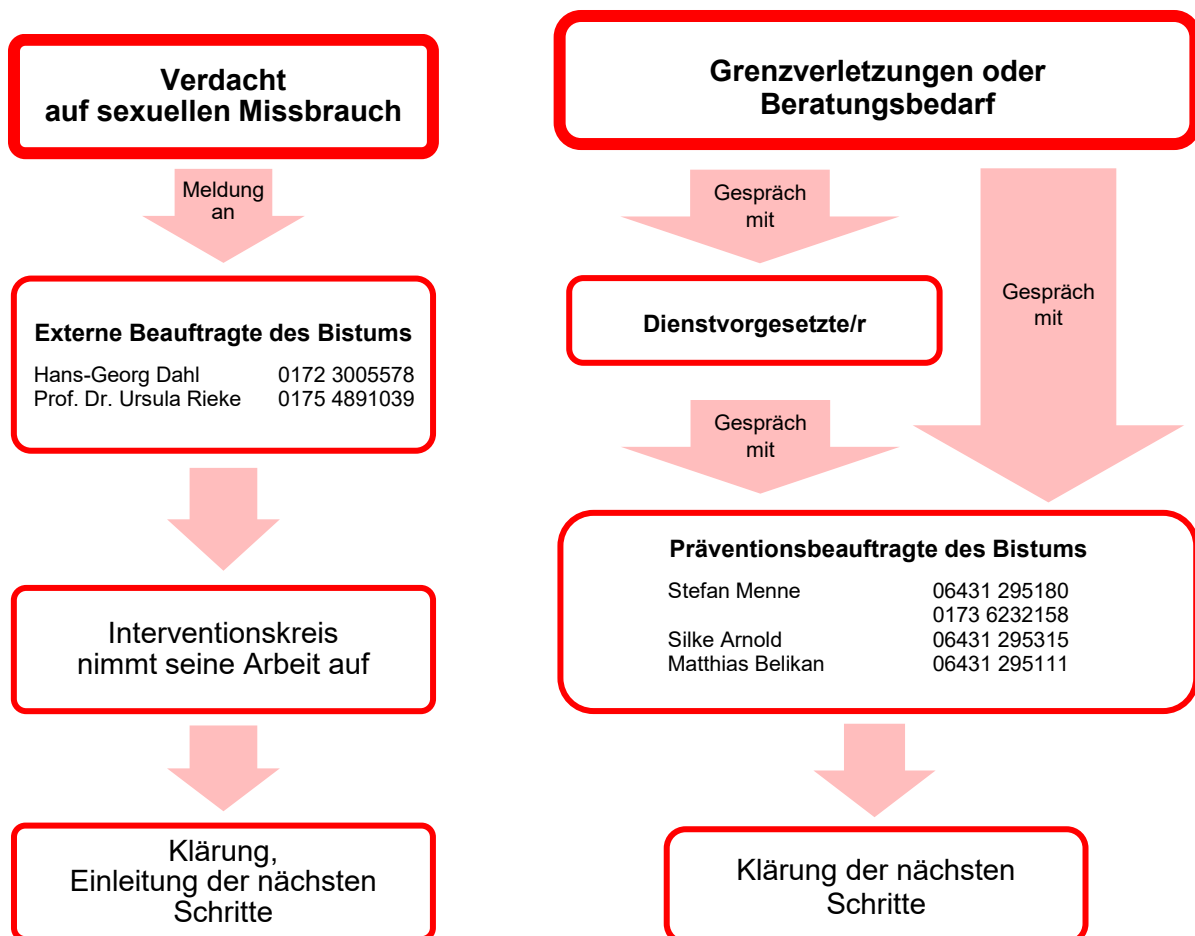 Verdacht
auf sexuellen Missbrauch
Meldung
an
Externe Beauftragte des Bistums
Hans-Georg Dahl 0172 3005578
Prof. Dr. Ursula Rieke 0175 4891039
Interventionskreis
nimmt seine Arbeit auf
Klärung,
Einleitung der nächsten
Schritte
Grenzverletzungen oder
Beratungsbedarf
Gespräch
mit
Dienstvorgesetzte/r
Gespräch
mit
Gespräch
mit
Präventionsbeauftragte des Bistums
Stefan Menne 06431 295180
0173 6232158
Silke Arnold 06431 295315
Matthias Belikan 06431 295111
Klärung der nächsten
Schritte